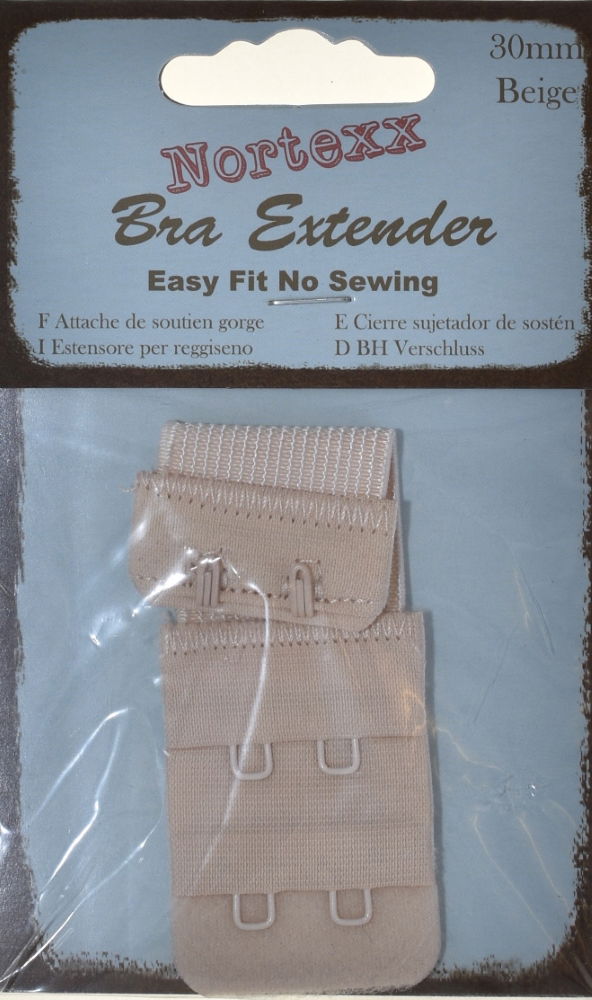 30mm
Beige
Nortexx
Bra Extender
Easy Fit No Sewing
F Attache de soutien gorge
E Cierre sujetador de sostén
I Estensore per reggiseno
D BH Verschluss